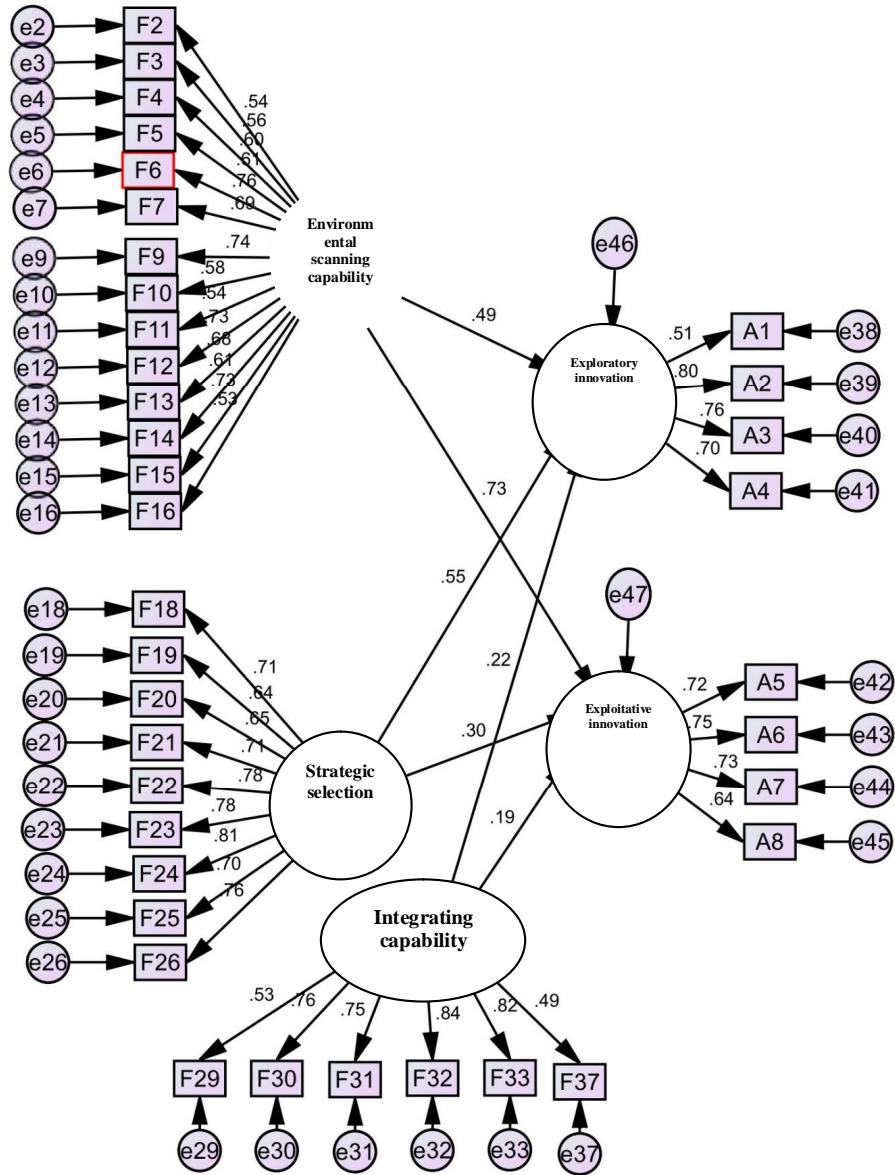 e2 F2
e3 F3
e4 F4
e5 F5
e6 F6
e7 F7
e9 F9
e10 F10
e11 F11
e12 F12
e13 F13
e14 F14
e15 F15
e16 F16
.54
.56
.60
.61
.76
.69
.74
.58
.54
.73
.68
.61
.73
.53
Environm
ental
scanning
capability
.49
.73
e46
Exploratory
innovation
.51 A1 e38
.80 A2 e39
.76 A3 e40
.70 A4 e41
.55
.22
e47
Exploitative
innovation
.72 A5 e42
.75 A6 e43
.73 A7 e44
.64 A8 e45
.30
.19
e18 F18
e19 F19
e20 F20
e21 F21
e22 F22
e23 F23
e24 F24
e25 F25
e26 F26
.71
.64
.65
.71
.78
.78
.81
.70
.76
Strategic
selection
Integrating
capability
.53 .76 .75 .84 .82 .49
F29 F30 F31 F32 F33 F37
e29 e30 e31 e32 e33 e37